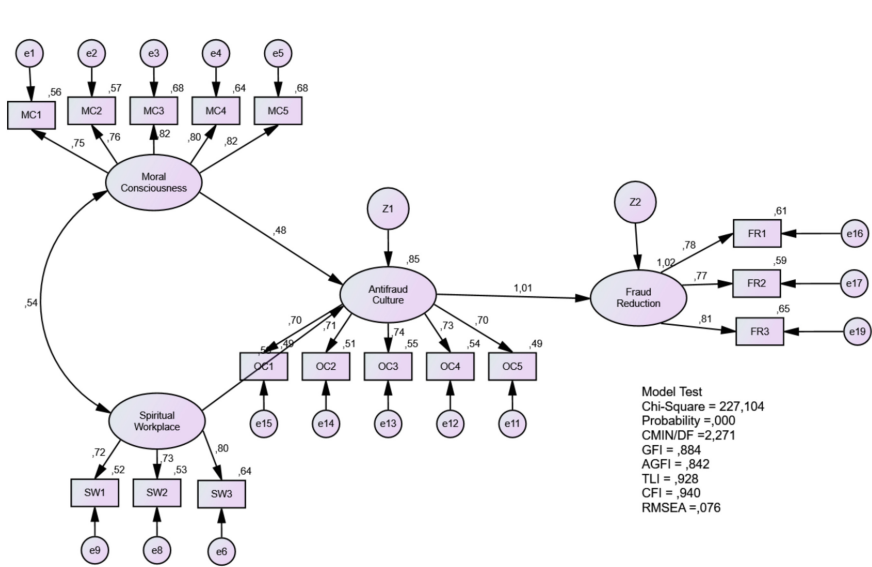 e1 e2 e3 e4 e5
,56 ,57 ,68 ,64 ,68
MC1 MC2 MC3 MC4 MC5
,75 ,76 ,82 ,80 ,82
Moral
Consciousness
Z1
Z2
,48
,85
,54
Antifraud
Culture
1,01
1,02
Fraud
Reduction
,78 ,77 ,81
,61
FR1 e16
,59
FR2 e17
,65
FR3 e19
,70 ,71 ,74 ,73 ,70
,49
,51 ,55 ,54 ,49
OC1 OC2 OC3 OC4 OC5
e15 e14 e13 e12 e11
Spiritual
Workplace
,72 ,73 ,80
,52 ,53 ,64
SW1 SW2 SW3
e9 e8 e6
Model Test
Chi-Square = 227,104
Probability =,000
CMIN/DF =2,271
GFI = ,884
AGFI = ,842
TLI = ,928
CFI = ,940
RMSEA =,076